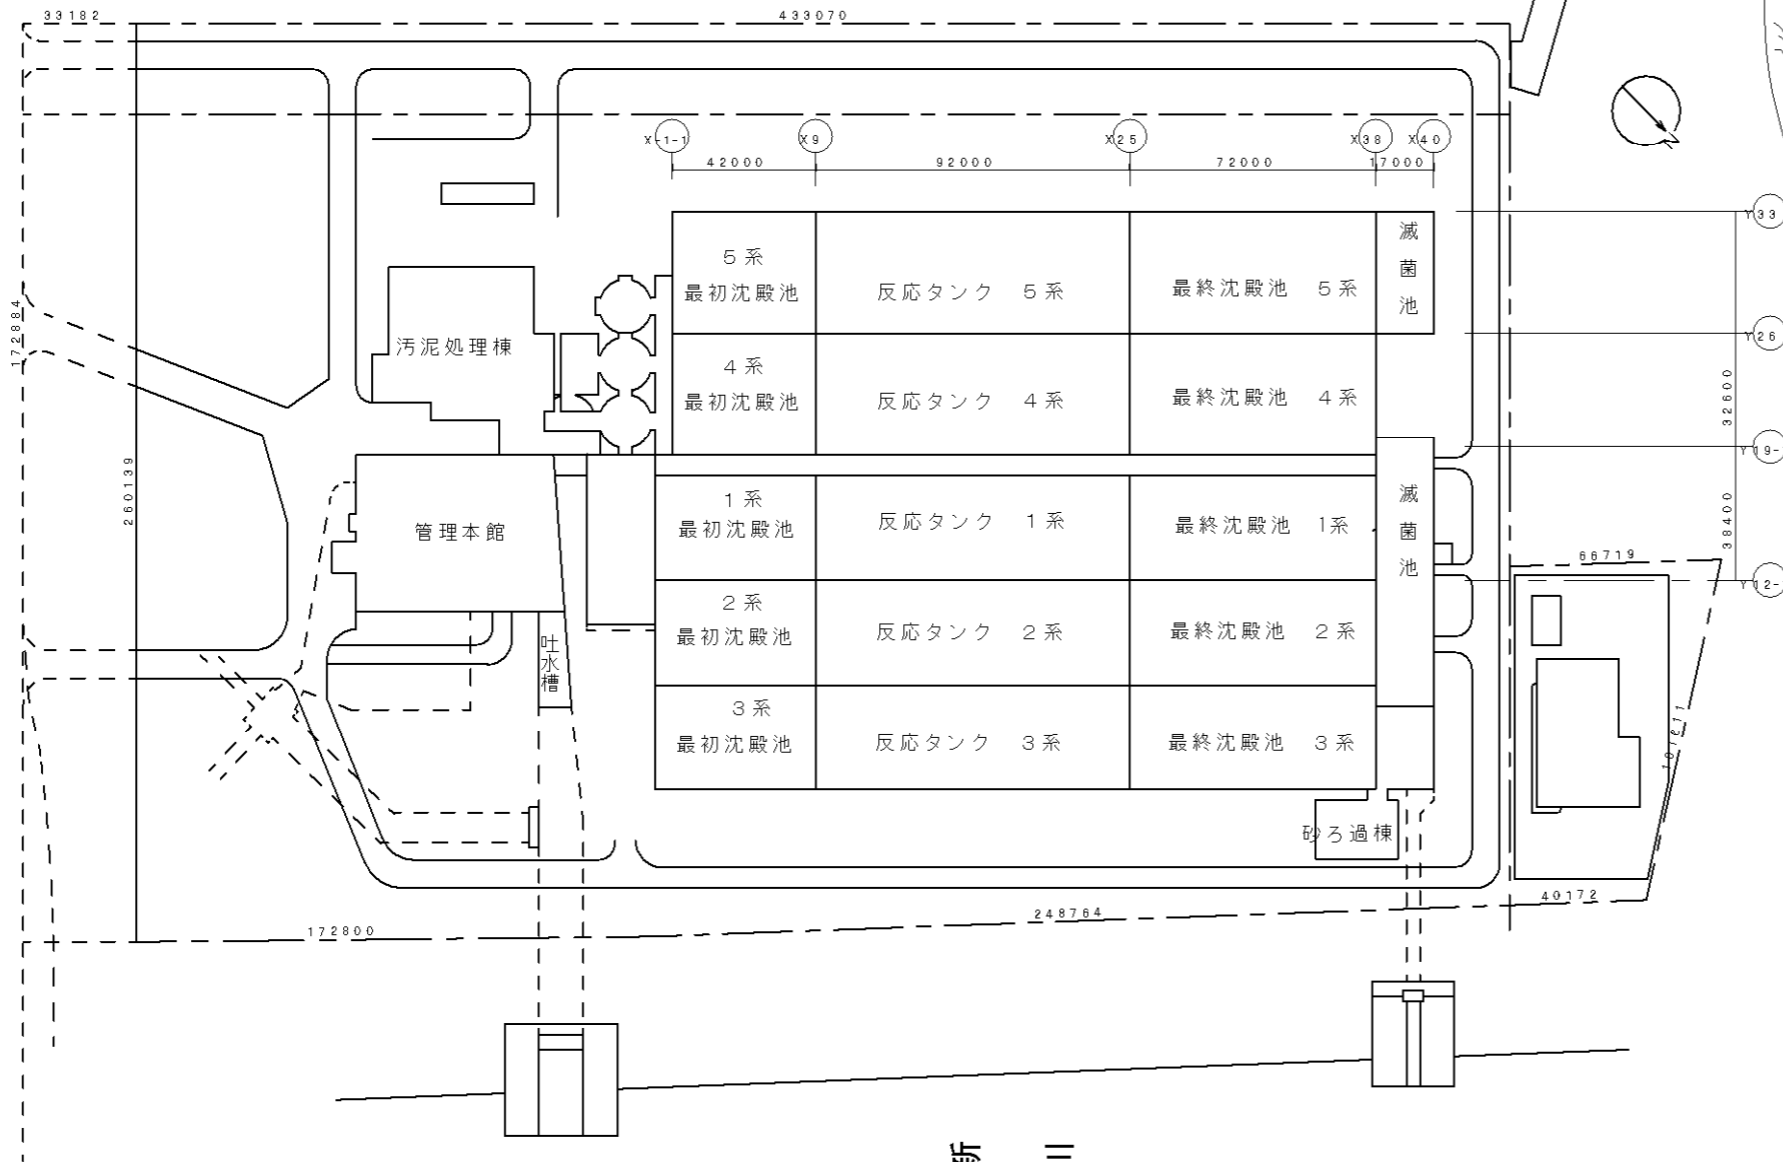 33182
433070
X-1-1
X9
X25
X38
X40
42000
92000
72000
17000
N
Y33
5系
最初沈殿池
反応タンク 5系
最終沈殿池 5系
滅菌池
172884
汚泥処理棟
Y26
4系
最初沈殿池
反応タンク 4系
最終沈殿池 4系
32600
260139
管理本館
1系
最初沈殿池
反応タンク 1系
最終沈殿池 1系
滅菌池
Y19-
38400
66719
Y12-
2系
最初沈殿池
反応タンク 2系
最終沈殿池 2系
吐水槽
3系
最初沈殿池
反応タンク 3系
最終沈殿池 3系
砂ろ過棟
40172
248764
172800